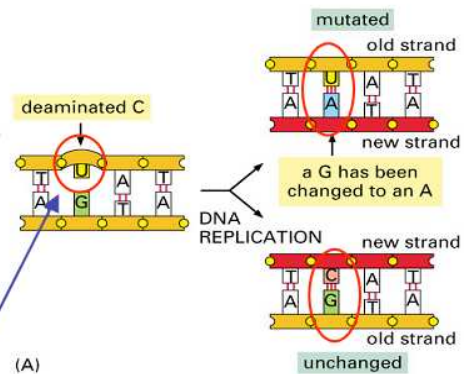 mutated
old strand
T U A T
A A T A
new strand
a G has been
changed to an A
deaminated C
T U A T
A G T A
DNA
REPLICATION
new strand
T C A T
A G T A
old strand
unchanged
(A)